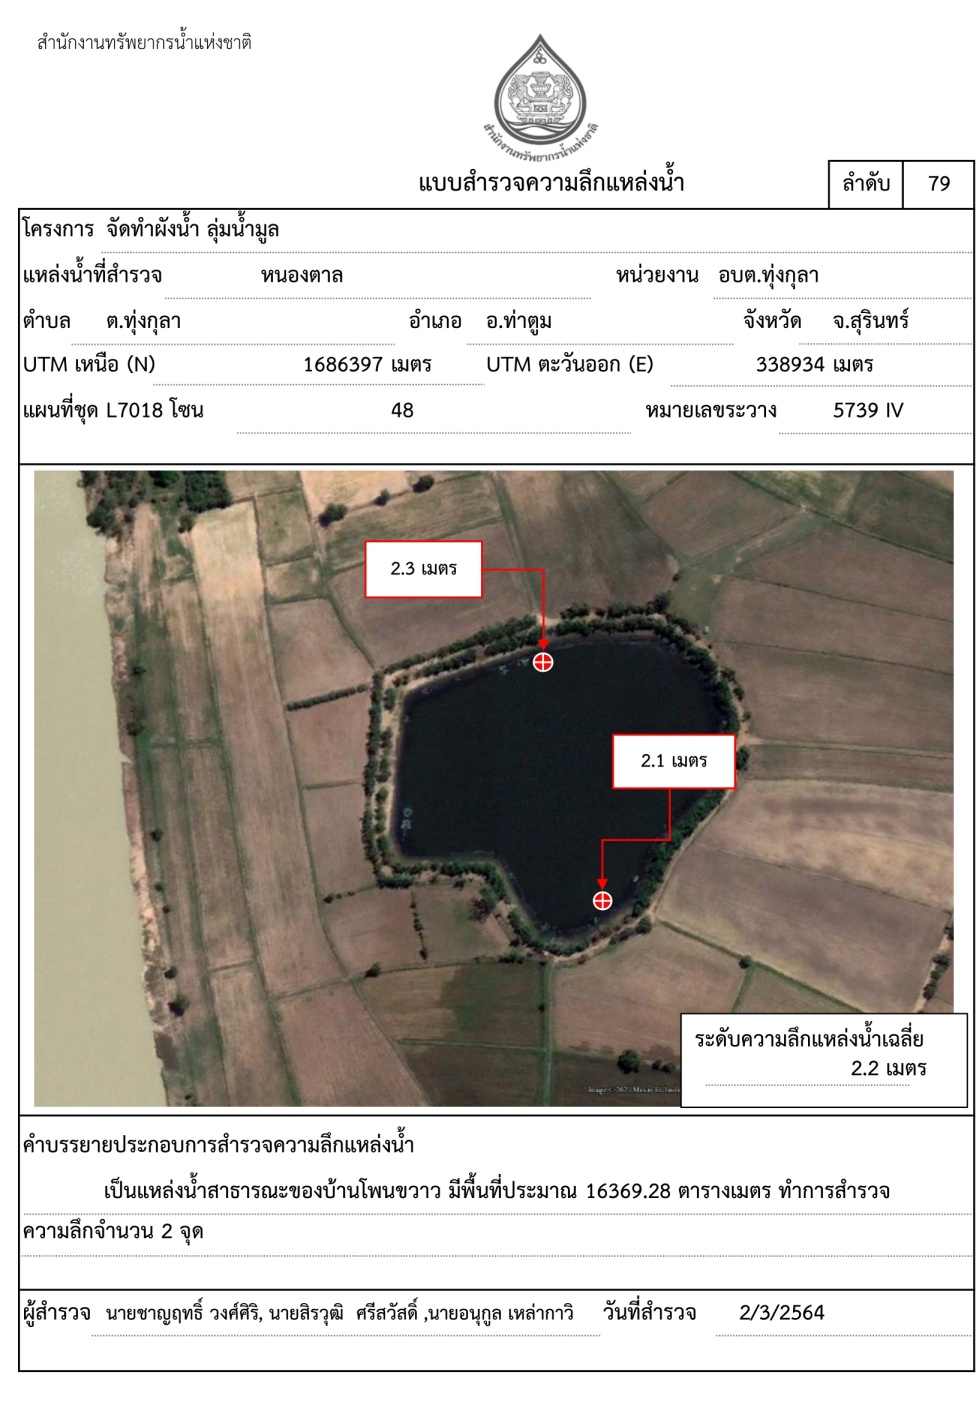 สำนักงานทรัพยากรน้ำแห่งชาติ
สำนักงานทรัพยากรน้ำแห่งชาติ
แบบสำรวจความลึกแหล่งน้ำ ลำดับ 79
โครงการ จัดทำผังน้ำ ลุ่มน้ำมูล
แหล่งน้ำที่สำรวจ หนองตาล หน่วยงาน อบต.ทุ่งกุลา
ตำบล ต.ทุ่งกุลา อำเภอ อ.ท่าตูม จังหวัด จ.สุรินทร์
UTM เหนือ (N) 1686397 เมตร UTM ตะวันออก (E) 338934 เมตร
แผนที่ชุด L7018 โซน 48 หมายเลขระวาง 5739 IV
2.3 เมตร
2.1 เมตร
ระดับความลึกแหล่งน้ำเฉลี่ย
2.2 เมตร
คำบรรยายประกอบการสำรวจความลึกแหล่งน้ำ
เป็นแหล่งน้ำสาธารณะของบ้านโพนขวาว มีพื้นที่ประมาณ 16369.28 ตารางเมตร ทำการสำรวจ
ความลึกจำนวน 2 จุด
ผู้สำรวจ นายชาญฤทธิ์ วงศ์ศิริ, นายสิรวุฒิ ศรีสวัสดิ์ ,นายอนุกูล เหล่ากาวิ วันที่สำรวจ 2/3/2564